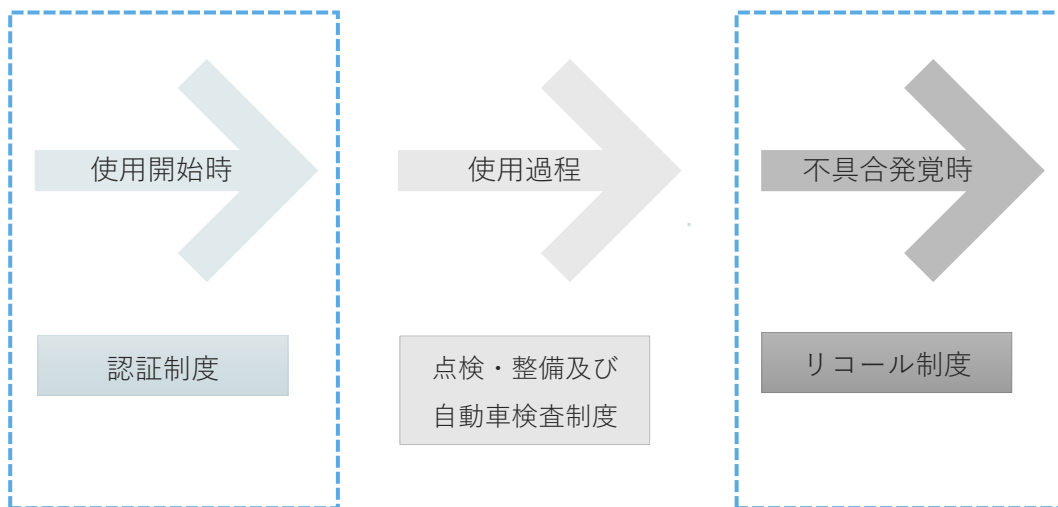 使用開始時
使用過程
不具合発覚時
認証制度
点検・整備及び
自動車検査制度
リコール制度